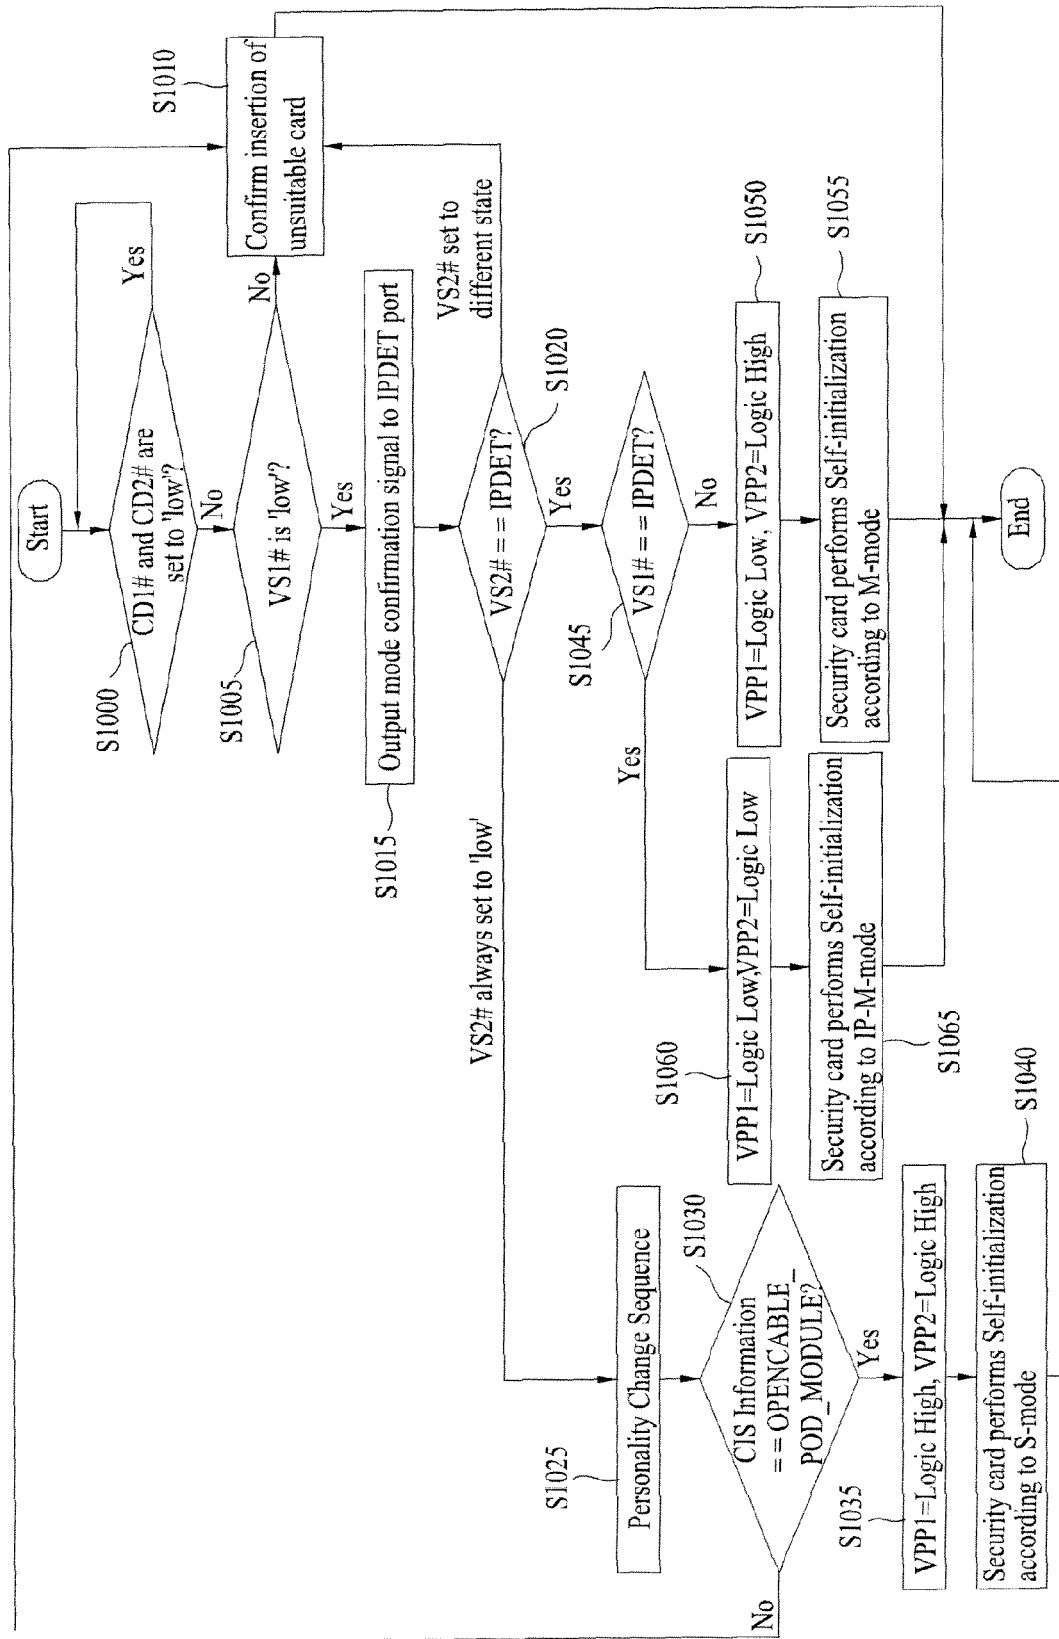 Start
CD1# and CD2# are
set to 'low'?
S1000
Yes
No
VS1# is 'low'?
S1005
No
Confirm insertion of
unsuitable card
S1010
Yes
Output mode confirmation signal to IPDET port
S1015
VS2# == IPDET?
S1020
VS2# set to
different state
VS2# always set to 'low'
Yes
VS1# == IPDET?
S1045
No
VPP1=Logic Low, VPP2=Logic High
S1050
Security card performs Self-initialization
according to M-mode
S1055
Yes
VPP1=Logic Low,VPP2=Logic Low
S1060
Security card performs Self-initialization
according to IP-M-mode
S1065
Personality Change Sequence
S1025
CIS Information
== OPENCABLE_
POD_MODULE?
S1030
No
Yes
VPP1=Logic High, VPP2=Logic High
S1035
Security card performs Self-initialization
according to S-mode
S1040
End